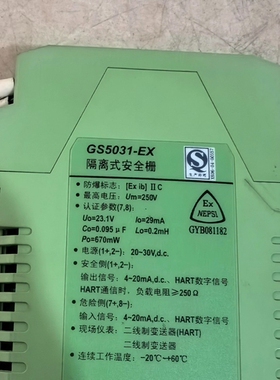 GS5031-EX
隔离式安全栅
防爆标志：[Ex ib] ⅡC
最高电压：Um=250V
认证参数(7,8)：
Uo=23.1V Io=29mA
Co=0.095μF Lo=0.2mH
Po=670mW
Ex
NEPSI
GYB081182
电源(1+,2-)：20~30V,d.c.
安全侧(1+,2-)：
输出信号：4~20mA,d.c.、HART数字信号
HART通信时，负载电阻≥250Ω
危险侧(7+,8-)：
输入信号：4~20mA,d.c.、HART数字信号
现场仪表：二线制变送器(HART)
二线制变送器
连续工作温度：-20℃~+60℃